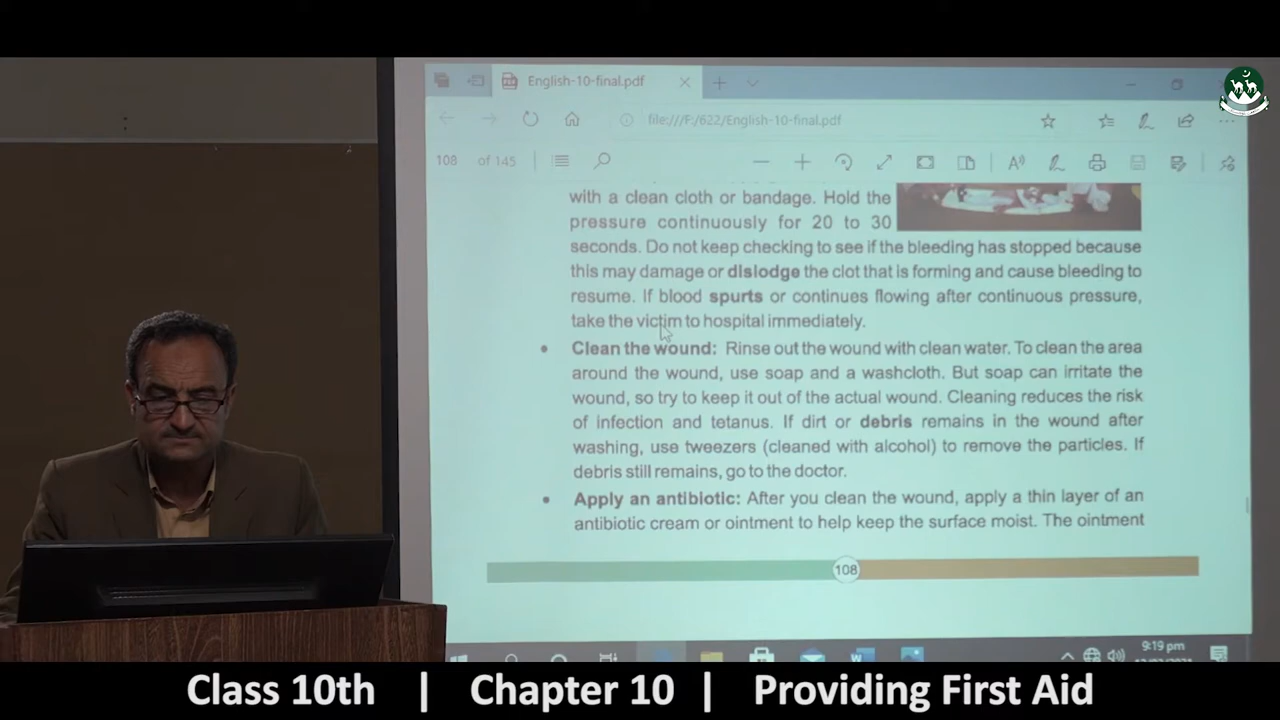 English-10-final.pdf
file:///F:/622/English-10-final.pdf
108 of 145
with a clean cloth or bandage. Hold the
pressure continuously for 20 to 30
seconds. Do not keep checking to see if the bleeding has stopped because
this may damage or dislodge the clot that is forming and cause bleeding to
resume. If blood spurts or continues flowing after continuous pressure,
take the victim to hospital immediately.
• Clean the wound: Rinse out the wound with clean water. To clean the area
around the wound, use soap and a washcloth. But soap can irritate the
wound, so try to keep it out of the actual wound. Cleaning reduces the risk
of infection and tetanus. If dirt or debris remains in the wound after
washing, use tweezers (cleaned with alcohol) to remove the particles. If
debris still remains, go to the doctor.
• Apply an antibiotic: After you clean the wound, apply a thin layer of an
antibiotic cream or ointment to help keep the surface moist. The ointment
108
9:19 pm
Class 10th | Chapter 10 | Providing First Aid